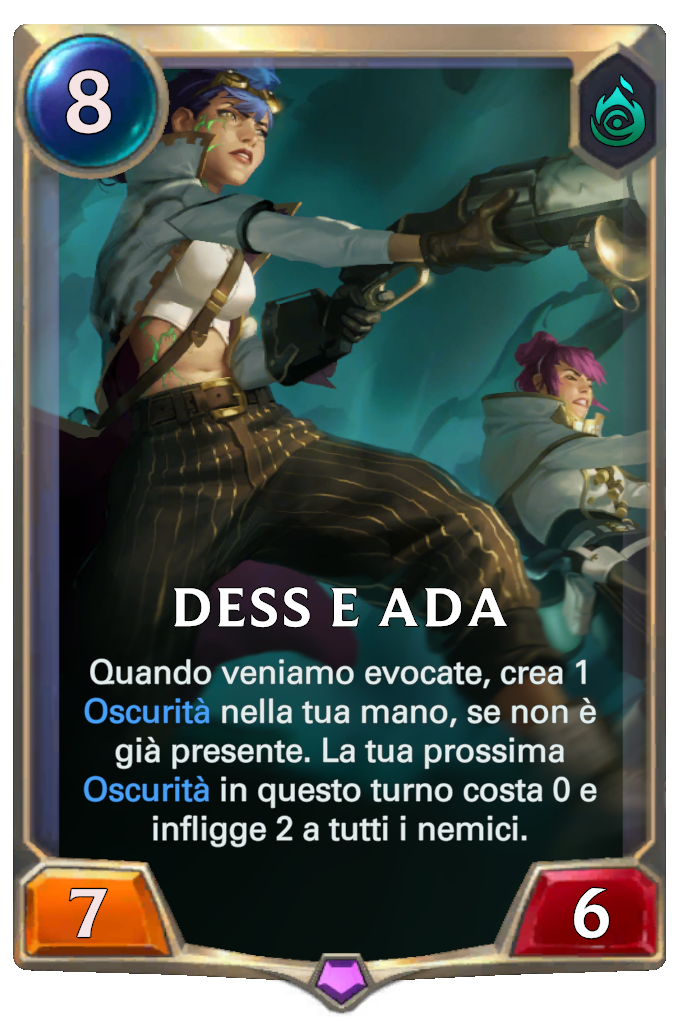 8
DESS E ADA
Quando veniamo evocate, crea 1
Oscurità nella tua mano, se non è
già presente. La tua prossima
Oscurità in questo turno costa 0 e
infligge 2 a tutti i nemici.
7
6